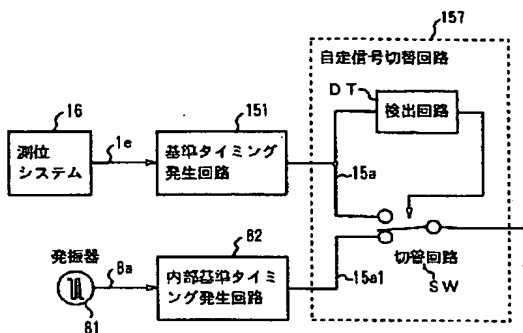 157
自定信号切替回路
DT
検出回路
16
測位
システム
1e
151
基準タイミング
発生回路
15a
切管回路
SW
発振器
81
8a
82
内部基準タイミ
ング発生回路
15a1